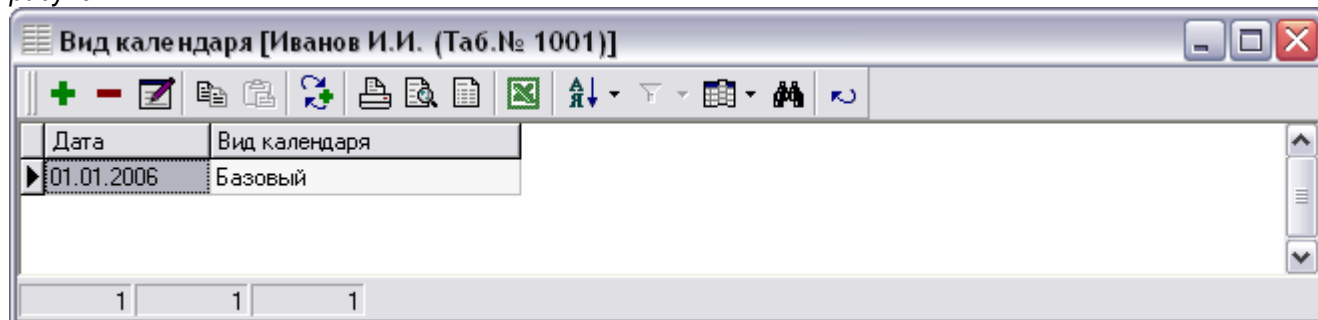 Вид календаря [Иванов И.И. (Таб.№ 1001)]
Дата Вид календаря
01.01.2006 Базовый
1 1 1